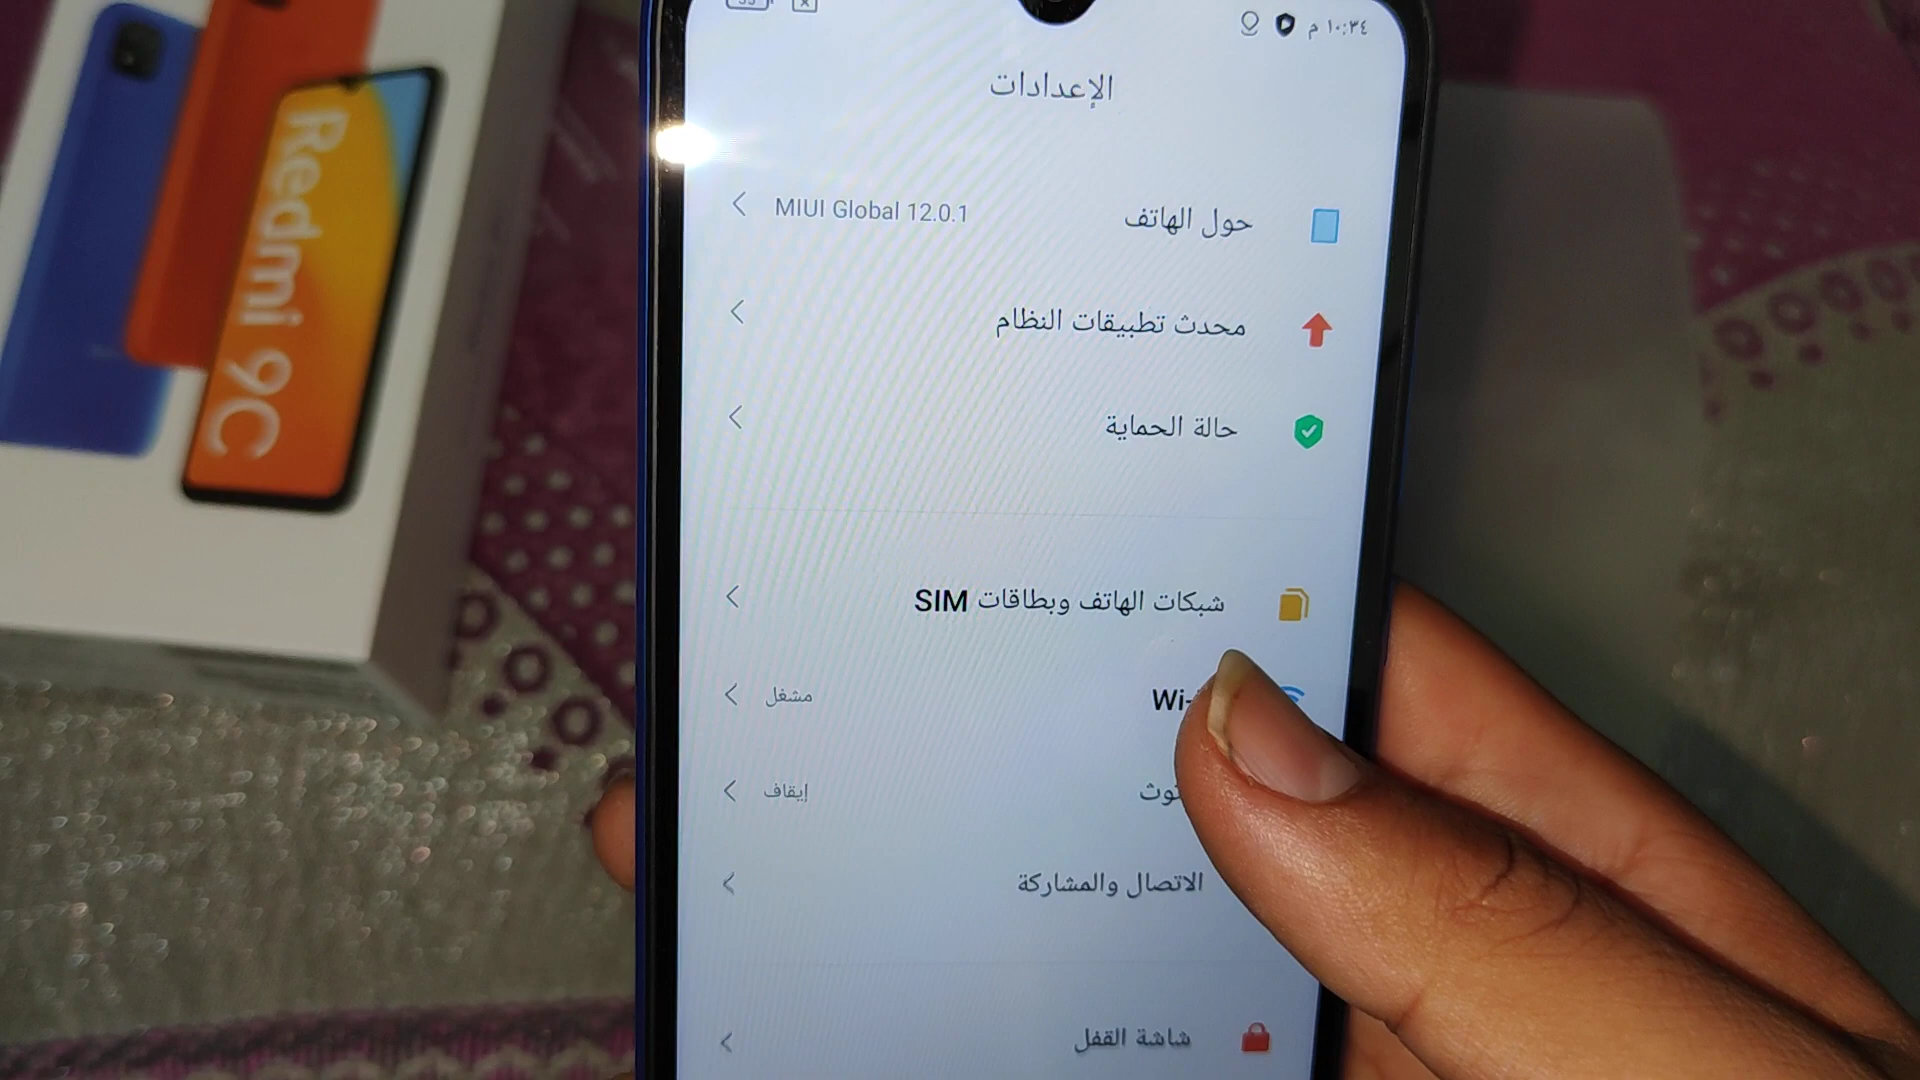 ١٠:٣٤ م
الإعدادات
حول الهاتف MIUI Global 12.0.1
محدث تطبيقات النظام
حالة الحماية
شبكات الهاتف وبطاقات SIM
Wi- مشغل
إيقاف
الاتصال والمشاركة
شاشة القفل
Redmi 9C